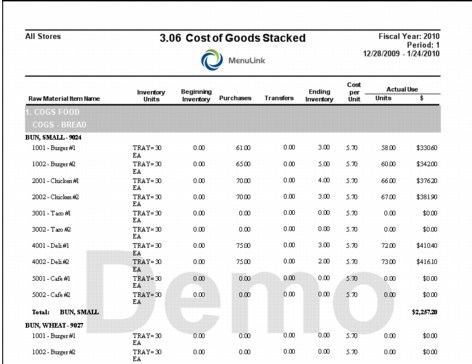 All Stores
3.06 Cost of Goods Stacked
Fiscal Year: 2010
Period: 1
12/28/2009 - 1/24/2010
MenuLink
Raw Material Item Name Inventory Units Beginning Inventory Purchases Transfers Ending Inventory Cost per Unit Actual Use Units $
1. COGS FOOD
COGS - BREAD
BUN, SMALL - 9024
1001 - Burger #1 TRAY= 30 EA 0.00 61.00 0.00 3.00 5.70 58.00 $330.60
1002 - Burger #2 TRAY= 30 EA 0.00 65.00 0.00 5.00 5.70 60.00 $342.00
2001 - Chicken #1 TRAY= 30 EA 0.00 70.00 0.00 4.00 5.70 66.00 $376.20
2002 - Chicken #2 TRAY= 30 EA 0.00 70.00 0.00 3.00 5.70 67.00 $381.90
3001 - Taco #1 TRAY= 30 EA 0.00 0.00 0.00 0.00 5.70 0.00 $0.00
3002 - Taco #2 TRAY= 30 EA 0.00 0.00 0.00 0.00 5.70 0.00 $0.00
4001 - Deli #1 TRAY= 30 EA 0.00 75.00 0.00 3.00 5.70 72.00 $410.40
4002 - Deli #2 TRAY= 30 EA 0.00 75.00 0.00 2.00 5.70 73.00 $416.10
5001 - Cafe #1 TRAY= 30 EA 0.00 0.00 0.00 0.00 5.70 0.00 $0.00
5002 - Cafe #2 TRAY= 30 EA 0.00 0.00 0.00 0.00 5.70 0.00 $0.00
Total: BUN, SMALL $2,257.20
BUN, WHEAT - 9027
1001 - Burger #1 TRAY= 30 EA 0.00 0.00 0.00 0.00 5.70 0.00 $0.00
1002 - Burger #2 TRAY= 30 EA 0.00 0.00 0.00 0.00 5.70 0.00 $0.00
Demo